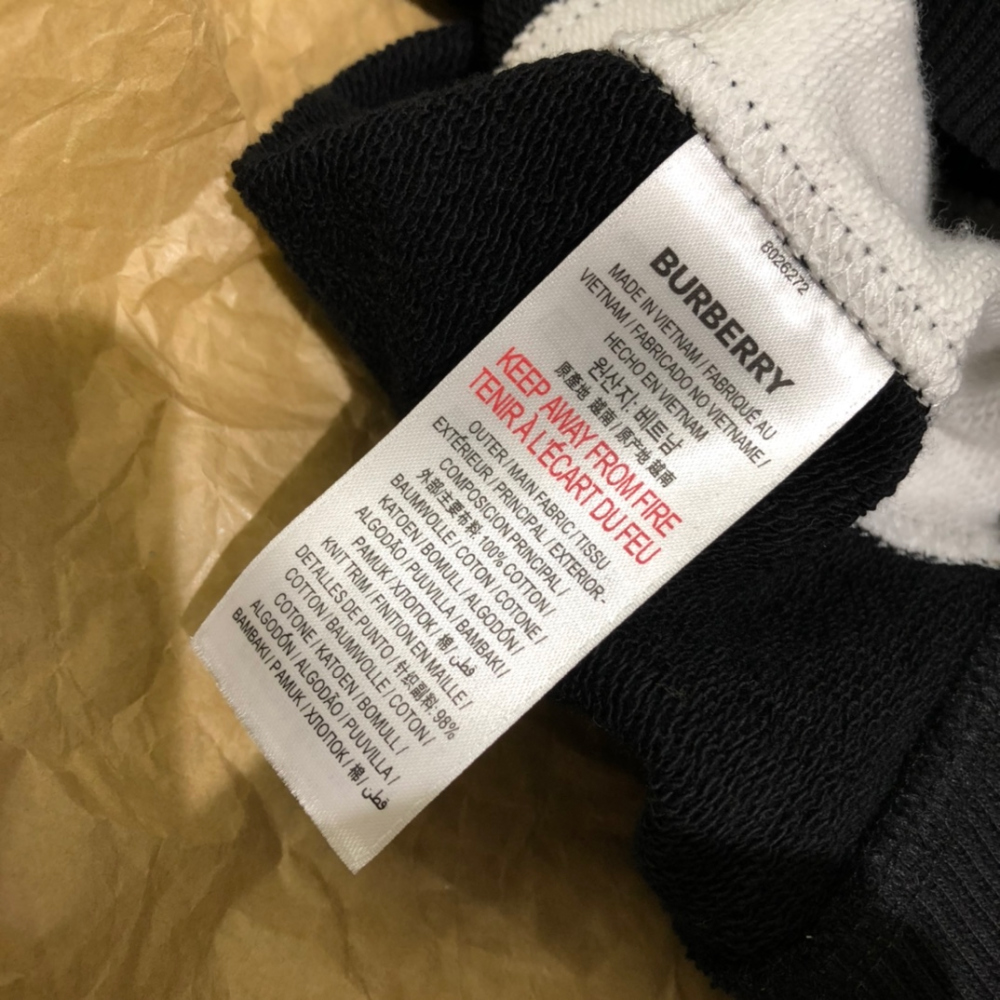 8026272
BURBERRY
MADE IN VIETNAM / FABRIQUÉ AU
VIETNAM / FABRICADO NO VIETNAME /
HECHO EN VIETNAM
원산지: 베트남
原產地 越南 / 原产地 越南
KEEP AWAY FROM FIRE
TENIR À L'ÉCART DU FEU
OUTER / MAIN FABRIC / TISSU
EXTÉRIEUR / PRINCIPAL / EXTERIOR-
COMPOSICION PRINCIPAL /
外部/主要布料 100% COTTON /
BAUMWOLLE / COTON / COTONE /
KATOEN / BOMULL / ALGODÓN /
ALGODÃO / PUUVILLA / BAMBAKI /
PAMUK / ХЛОПОК / 棉 / قطن
KNIT TRIM / FINITION EN MAILLE /
DETALLES DE PUNTO / 针织副料 98%
COTTON / BAUMWOLLE / COTON /
COTONE / KATOEN / BOMULL /
ALGODÓN / ALGODÃO / PUUVILLA /
BAMBAKI / PAMUK / ХЛОПОК / 棉 / قطن